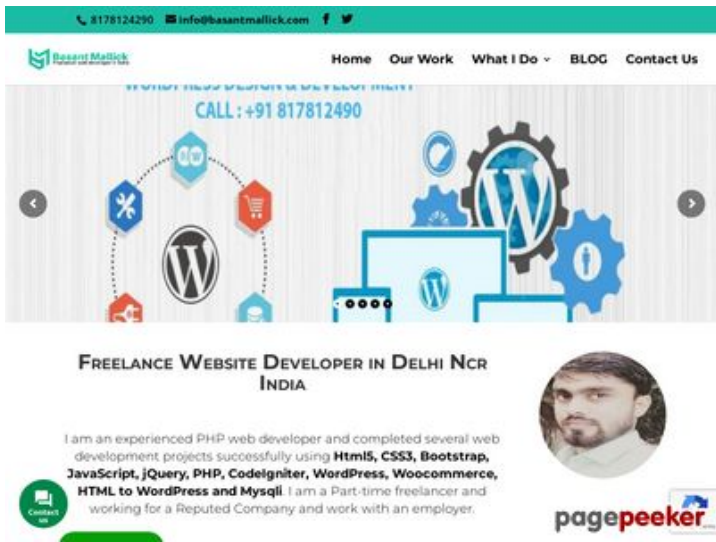 8178124290 info@basantmallick.com
Basant Mallick
Home Our Work What I Do BLOG Contact Us
WORDPRESS DESIGN & DEVELOPMENT
CALL : +91 817812490
FREELANCE WEBSITE DEVELOPER IN DELHI NCR
INDIA
I am an experienced PHP web developer and completed several web
development projects successfully using Html5, CSS3, Bootstrap,
JavaScript, jQuery, PHP, CodeIgniter, WordPress, Woocommerce,
HTML to WordPress and Mysqli. I am a Part-time freelancer and
working for a Reputed Company and work with an employer.
Contact
us
pagepeeker